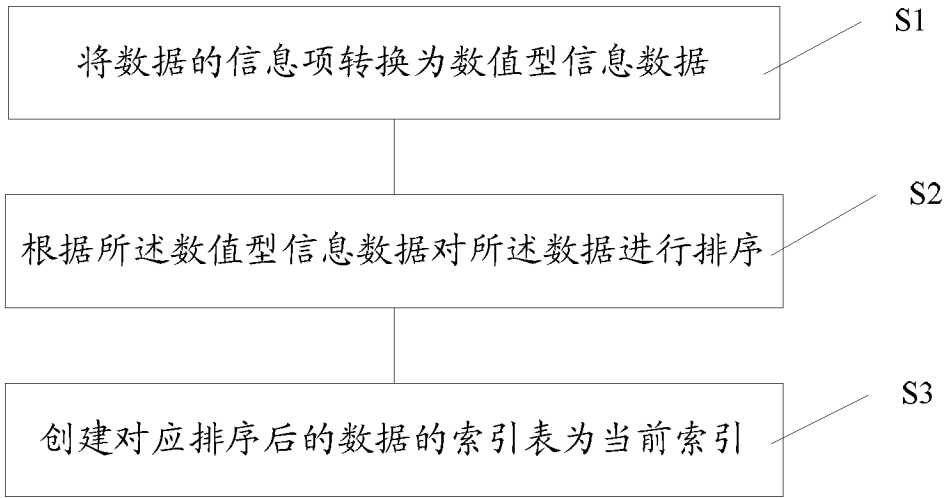 S1
将数据的信息项转换为数值型信息数据
S2
根据所述数值型信息数据对所述数据进行排序
S3
创建对应排序后的数据的索引表为当前索引